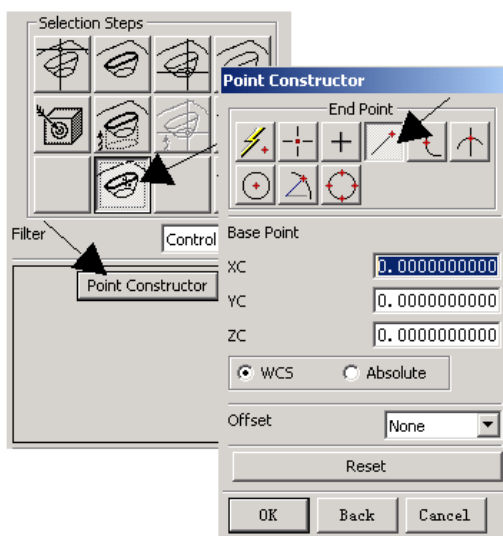 Selection Steps
Filter
Control
Point Constructor
Point Constructor
End Point
Base Point
XC
0.0000000000
YC
0.0000000000
ZC
0.0000000000
WCS
Absolute
Offset
None
Reset
OK
Back
Cancel